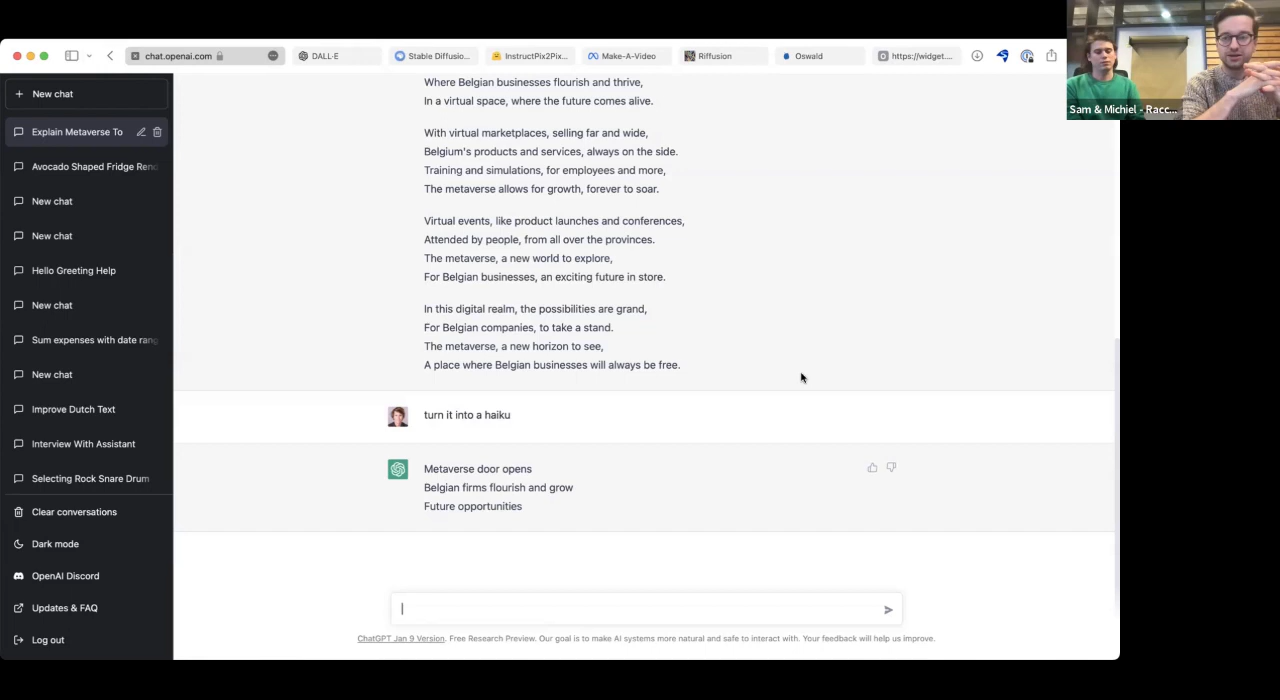 chat.openai.com
DALL-E
Stable Diffusio...
InstructPix2Pix...
Make-A-Video
Riffusion
Oswald
https://widget....
Sam & Michiel - Racc...
New chat
Explain Metaverse To
Avocado Shaped Fridge Rend
New chat
New chat
Hello Greeting Help
New chat
Sum expenses with date rang
New chat
Improve Dutch Text
Interview With Assistant
Selecting Rock Snare Drum
Clear conversations
Dark mode
OpenAI Discord
Updates & FAQ
Log out
Where Belgian businesses flourish and thrive,
In a virtual space, where the future comes alive.
With virtual marketplaces, selling far and wide,
Belgium's products and services, always on the side.
Training and simulations, for employees and more,
The metaverse allows for growth, forever to soar.
Virtual events, like product launches and conferences,
Attended by people, from all over the provinces.
The metaverse, a new world to explore,
For Belgian businesses, an exciting future in store.
In this digital realm, the possibilities are grand,
For Belgian companies, to take a stand.
The metaverse, a new horizon to see,
A place where Belgian businesses will always be free.
turn it into a haiku
Metaverse door opens
Belgian firms flourish and grow
Future opportunities
ChatGPT Jan 9 Version. Free Research Preview. Our goal is to make AI systems more natural and safe to interact with. Your feedback will help us improve.